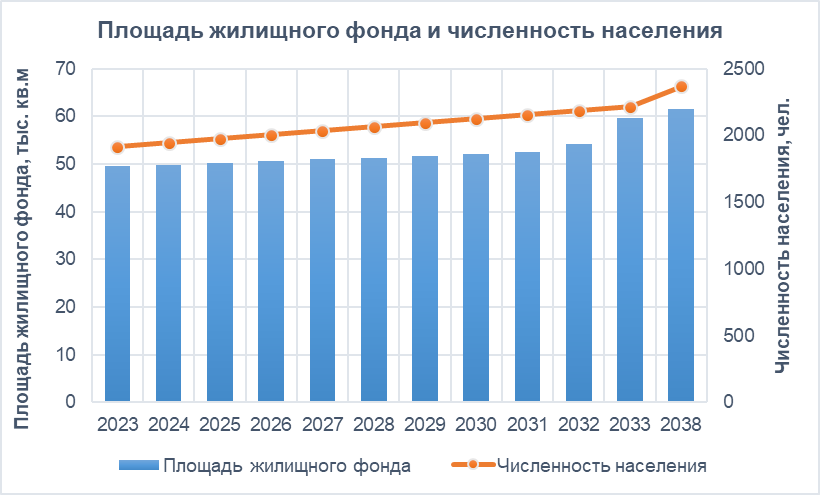 Площадь жилищного фонда и численность населения
Площадь жилищного фонда, тыс. кв.м
70
60
50
40
30
20
10
0
2500
2000
1500
1000
500
0
Численность населения, чел.
2023 2024 2025 2026 2027 2028 2029 2030 2031 2032 2033 2038
Площадь жилищного фонда
Численность населения